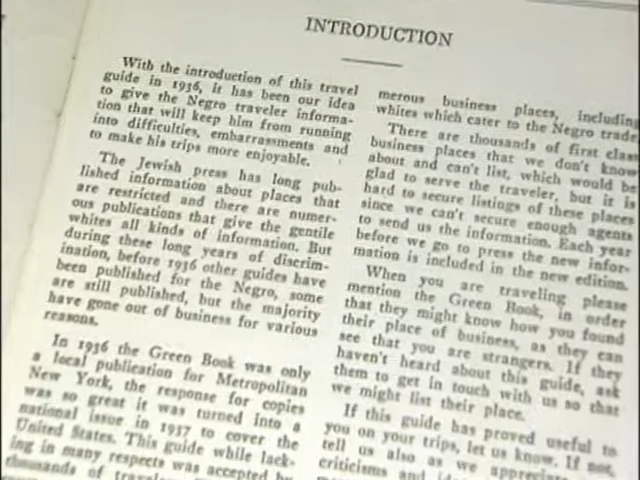 INTRODUCTION
With the introduction of this travel
guide in 1936, it has been our idea
to give the Negro traveler informa-
tion that will keep him from running
into difficulties, embarrassments and
to make his trips more enjoyable.
The Jewish press has long pub-
lished information about places that
are restricted and there are numer-
ous publications that give the gentile
whites all kinds of information. But
during these long years of discrim-
ination, before 1936 other guides have
been published for the Negro, some
are still published, but the majority
have gone out of business for various
reasons.
In 1936 the Green Book was only
a local publication for Metropolitan
New York, the response for copies
was so great it was turned into a
national issue in 1937 to cover the
United States. This guide while lack-
ing in many respects was accepted by
thousands of
merous business places, including
whites which cater to the Negro trade
There are thousands of first class
business places that we don't know
about and can't list, which would be
glad to serve the traveler, but it is
hard to secure listings of these places
since we can't secure enough agents
to send us the information. Each year
before we go to press the new infor-
mation is included in the new edition.
When you are traveling please
mention the Green Book, in order
that they might know how you found
their place of business, as they can
see that you are strangers. If they
haven't heard about this guide, ask
them to get in touch with us so that
we might list their place.
If this guide has proved useful to
you on your trips, let us know. If not,
tell us also as we appreciate
criticisms and